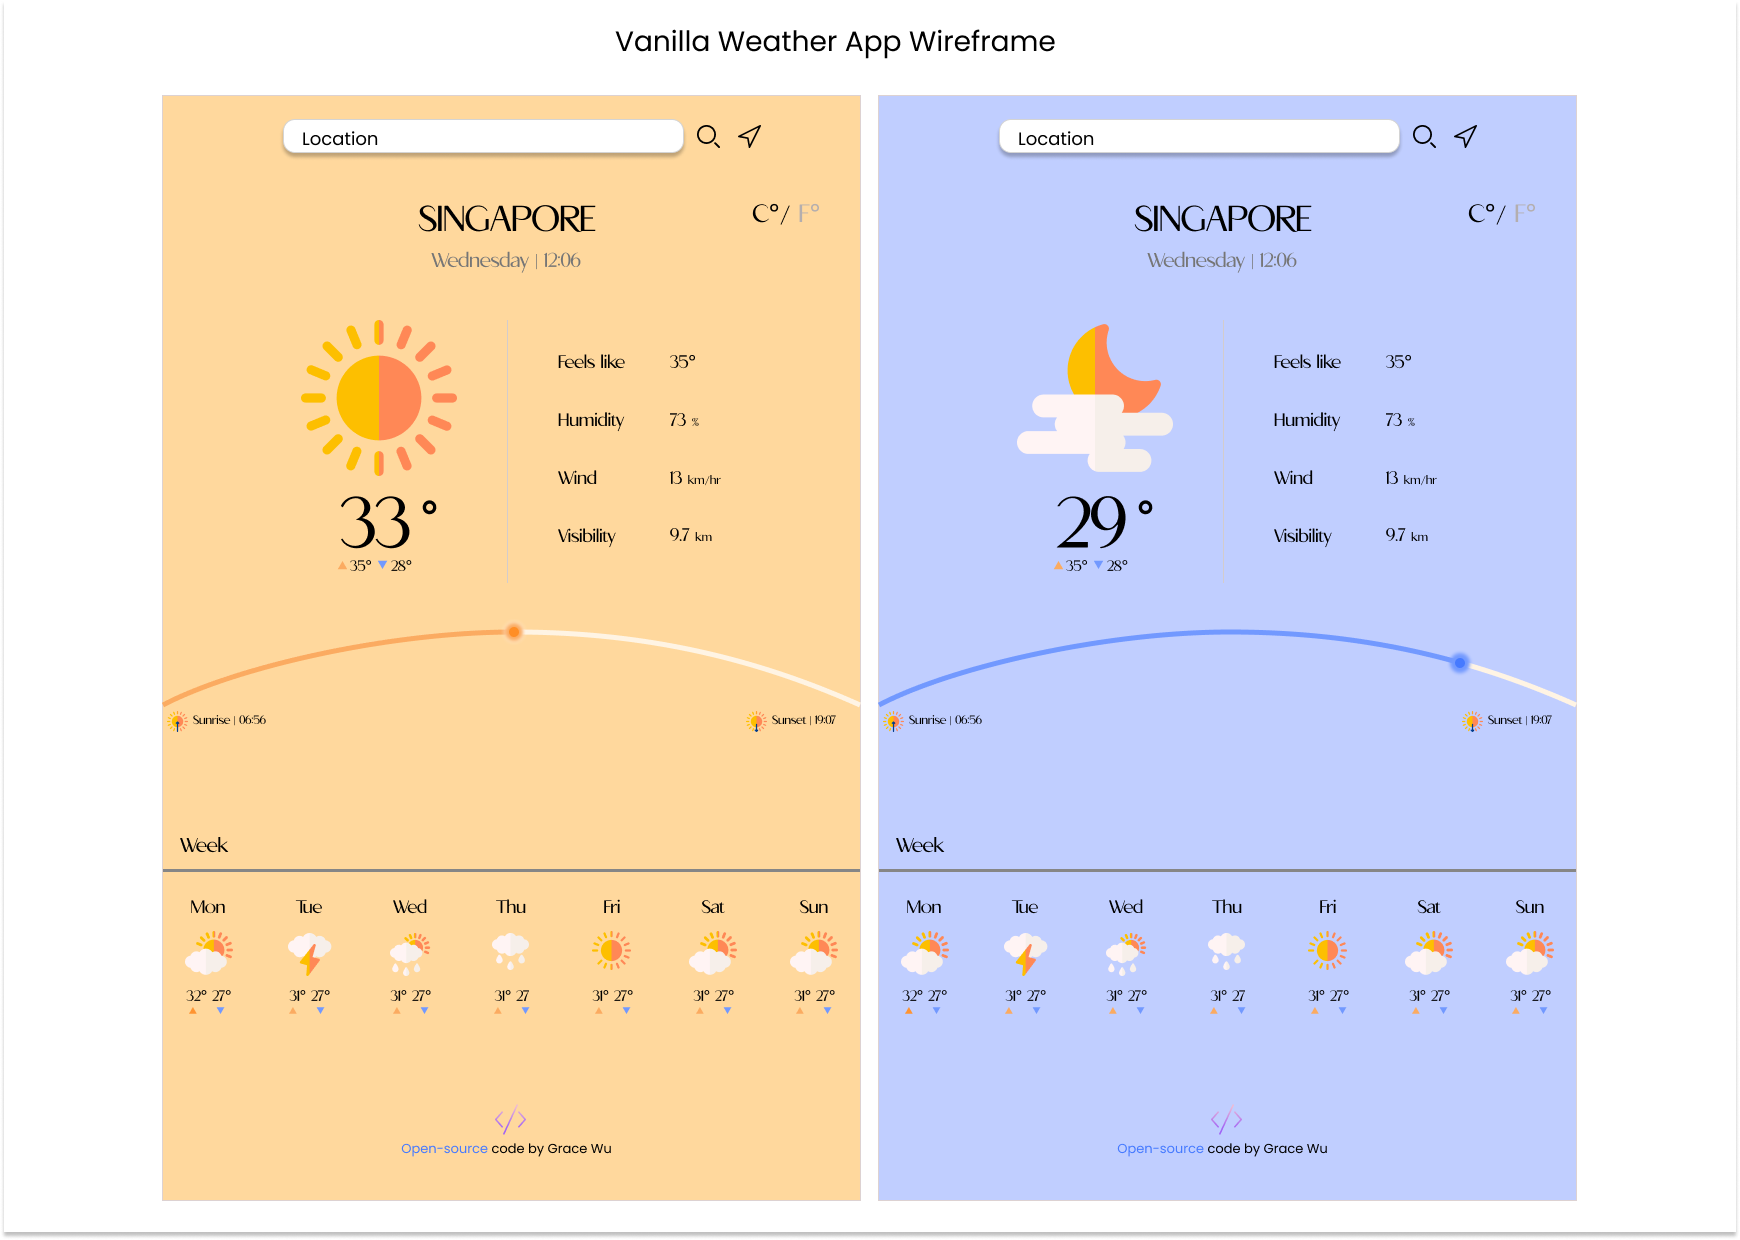 Vanilla Weather App Wireframe
Location
SINGAPORE
C°/ F°
Wednesday | 12:06
Feels like 35°
Humidity 73 %
Wind 13 km/hr
Visibility 9.7 km
33°
35° 28°
Sunrise | 06:56
Sunset | 19:07
Week
Mon Tue Wed Thu Fri Sat Sun
32° 27° 31° 27° 31° 27° 31° 27 31° 27° 31° 27° 31° 27°
</>
Open-source code by Grace Wu
Location
SINGAPORE
C°/ F°
Wednesday | 12:06
Feels like 35°
Humidity 73 %
Wind 13 km/hr
Visibility 9.7 km
29°
35° 28°
Sunrise | 06:56
Sunset | 19:07
Week
Mon Tue Wed Thu Fri Sat Sun
32° 27° 31° 27° 31° 27° 31° 27 31° 27° 31° 27° 31° 27°
</>
Open-source code by Grace Wu